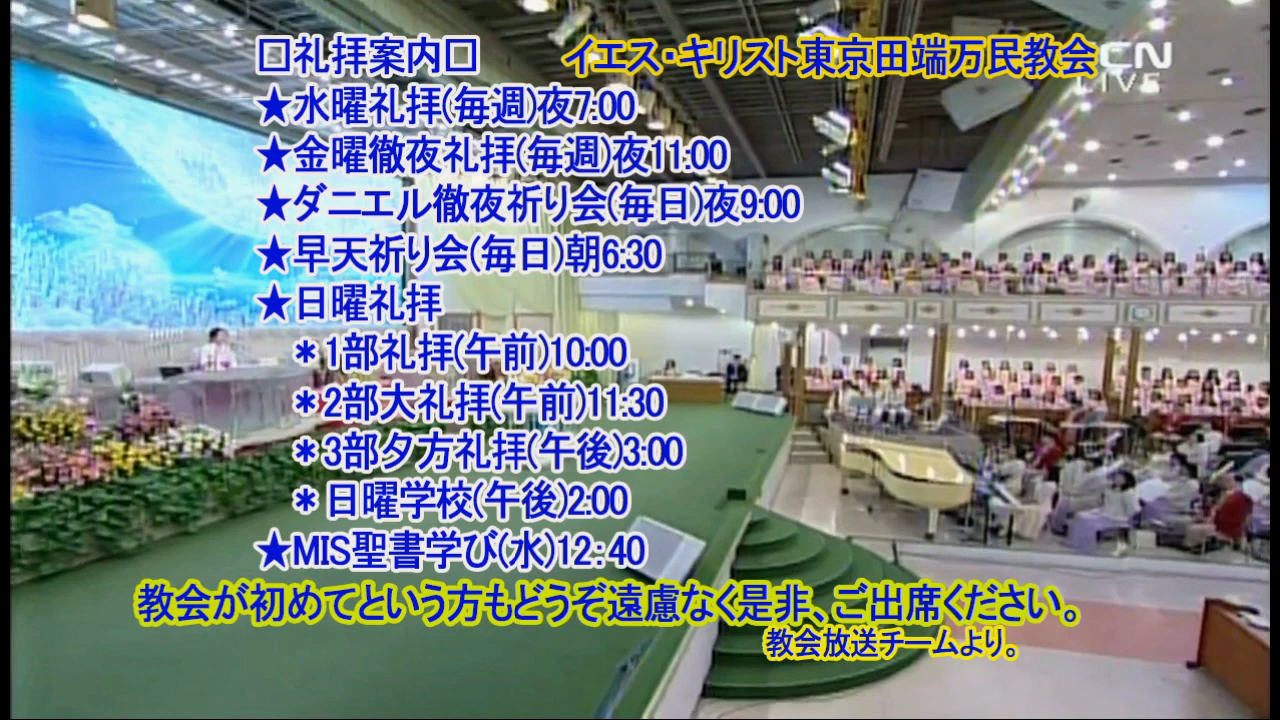 □礼拝案内□ イエス・キリスト東京田端万民教会 CN
LIVE
★水曜礼拝(毎週)夜7:00
★金曜徹夜礼拝(毎週)夜11:00
★ダニエル徹夜祈り会(毎日)夜9:00
★早天祈り会(毎日)朝6:30
★日曜礼拝
＊1部礼拝(午前)10:00
＊2部大礼拝(午前)11:30
＊3部夕方礼拝(午後)3:00
＊日曜学校(午後)2:00
★MIS聖書学び(水)12:40
教会が初めてという方もどうぞ遠慮なく是非、ご出席ください。
教会放送チームより。